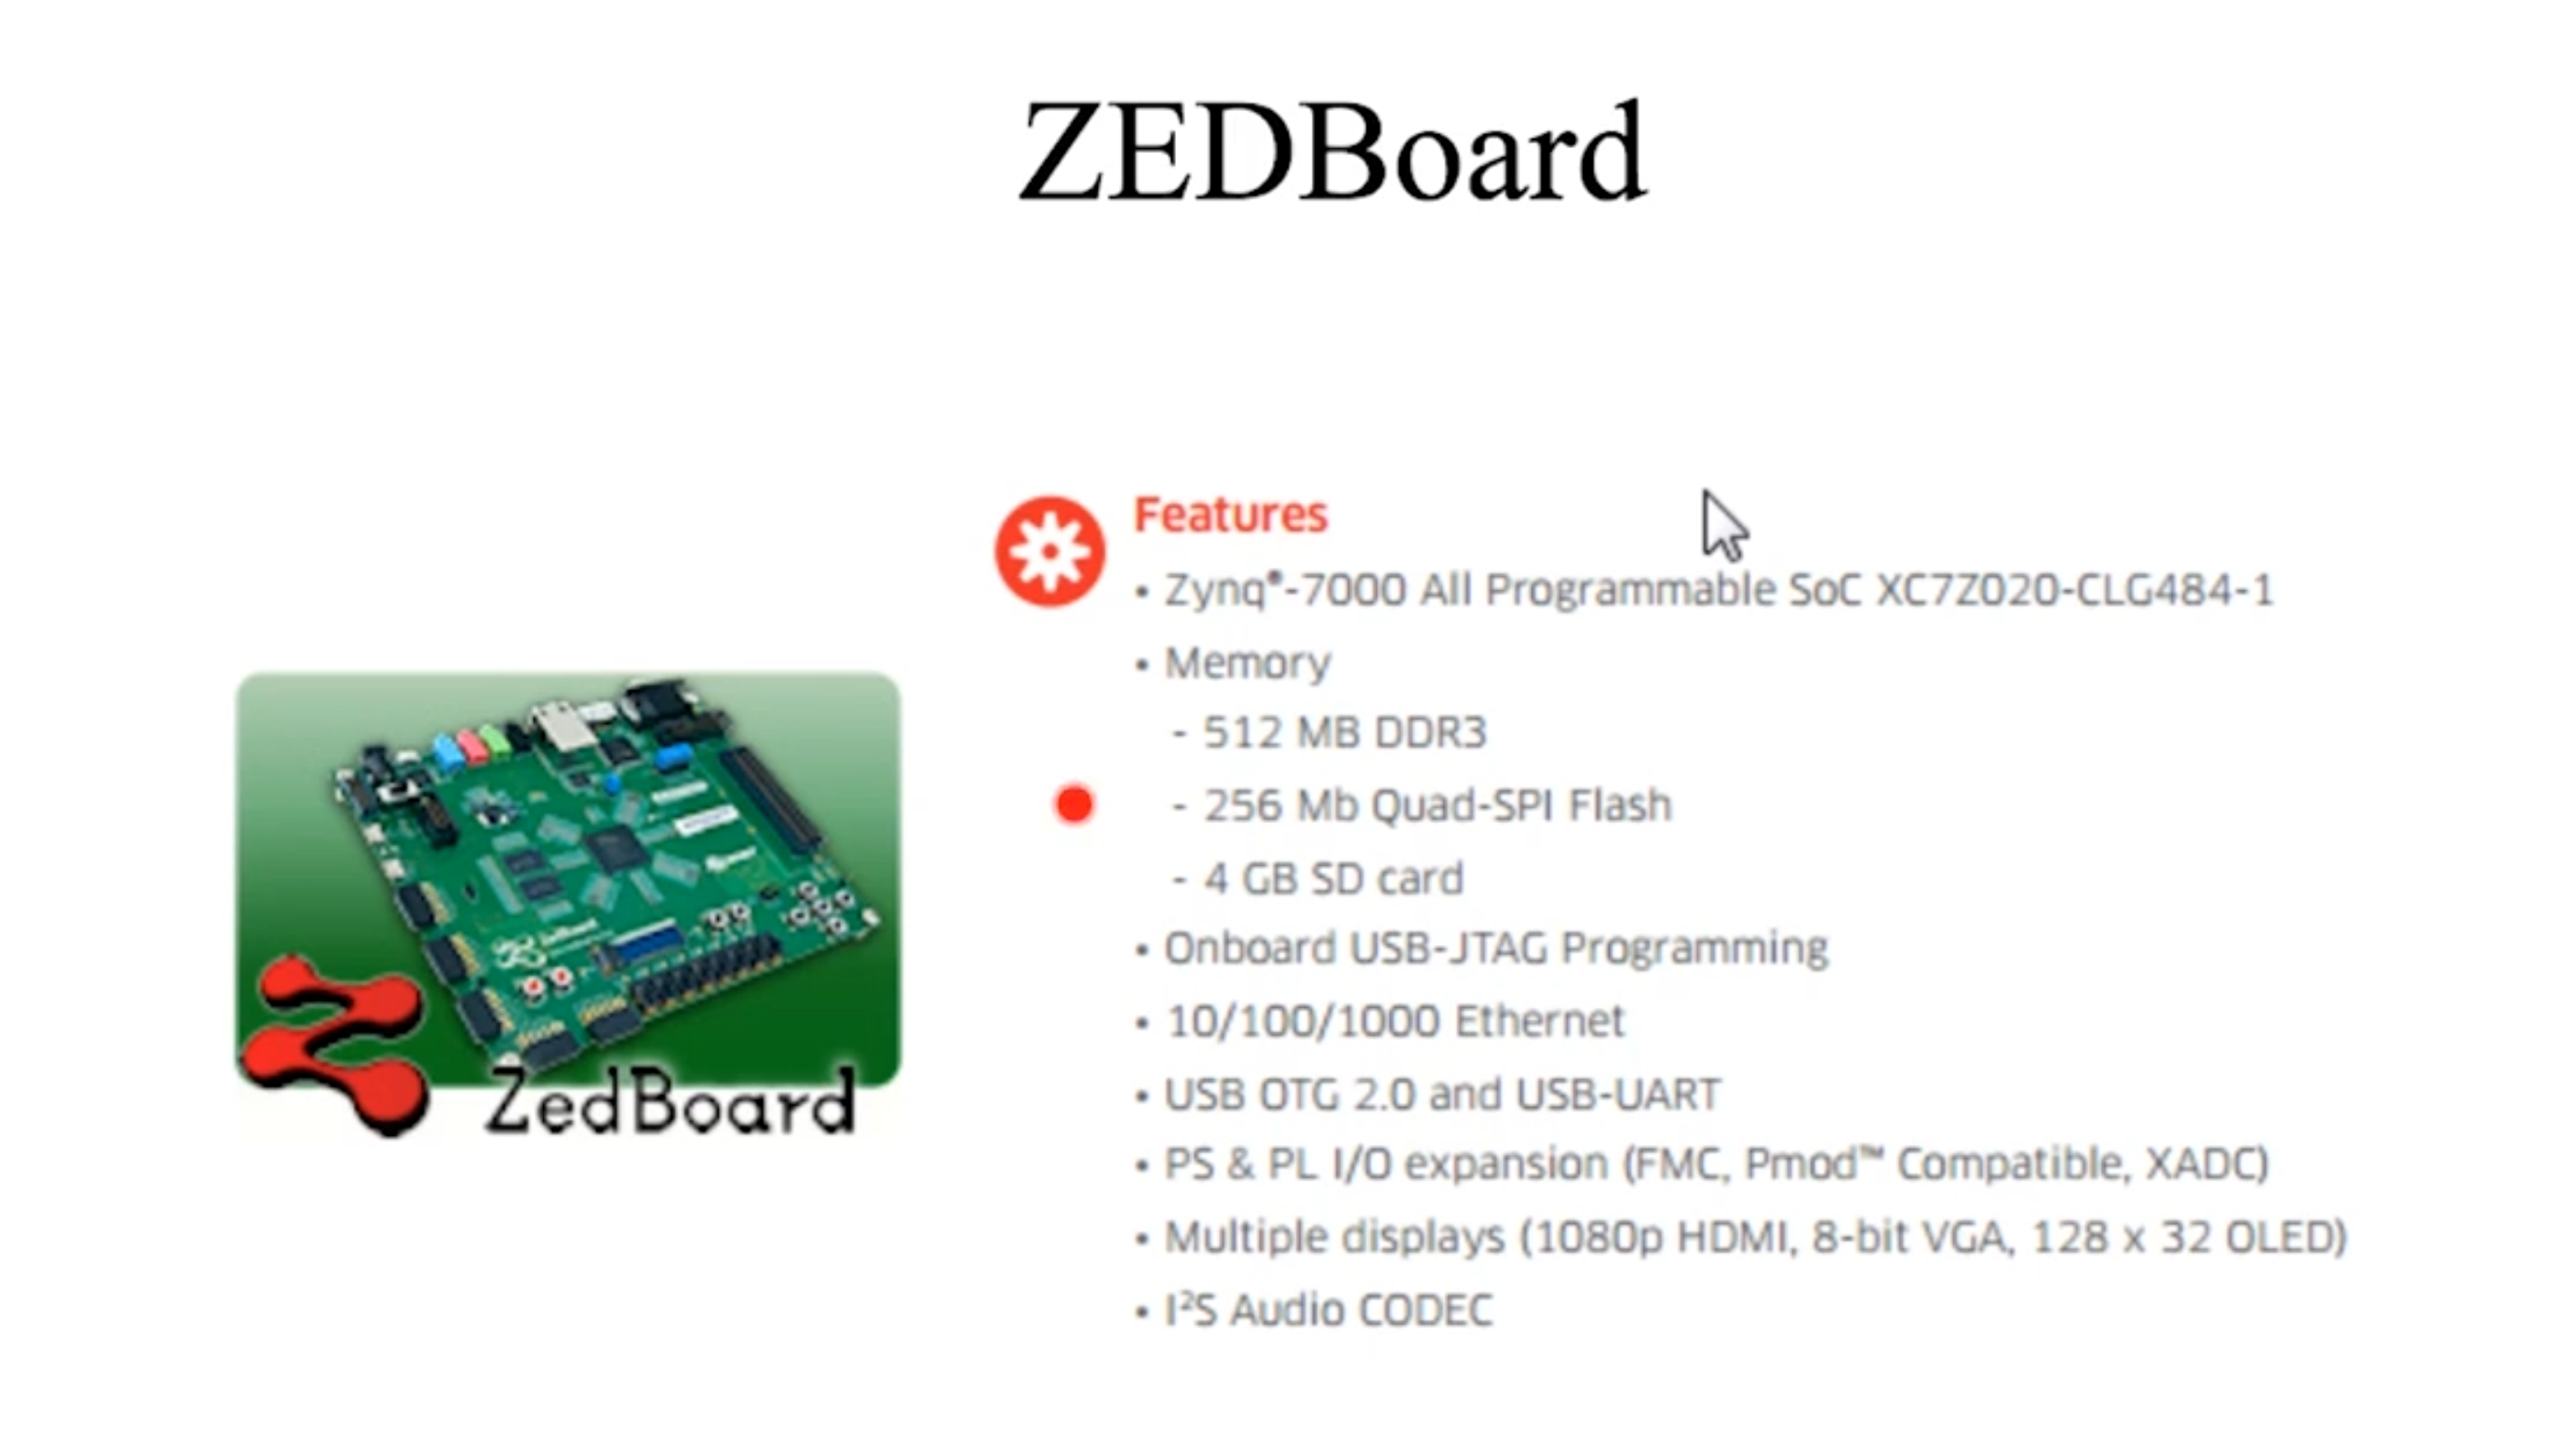 ZEDBoard
Features
• Zynq®-7000 All Programmable SoC XC7Z020-CLG484-1
• Memory
- 512 MB DDR3
- 256 Mb Quad-SPI Flash
- 4 GB SD card
• Onboard USB-JTAG Programming
• 10/100/1000 Ethernet
• USB OTG 2.0 and USB-UART
• PS & PL I/O expansion (FMC, Pmod™ Compatible, XADC)
• Multiple displays (1080p HDMI, 8-bit VGA, 128 x 32 OLED)
• I²S Audio CODEC
ZedBoard